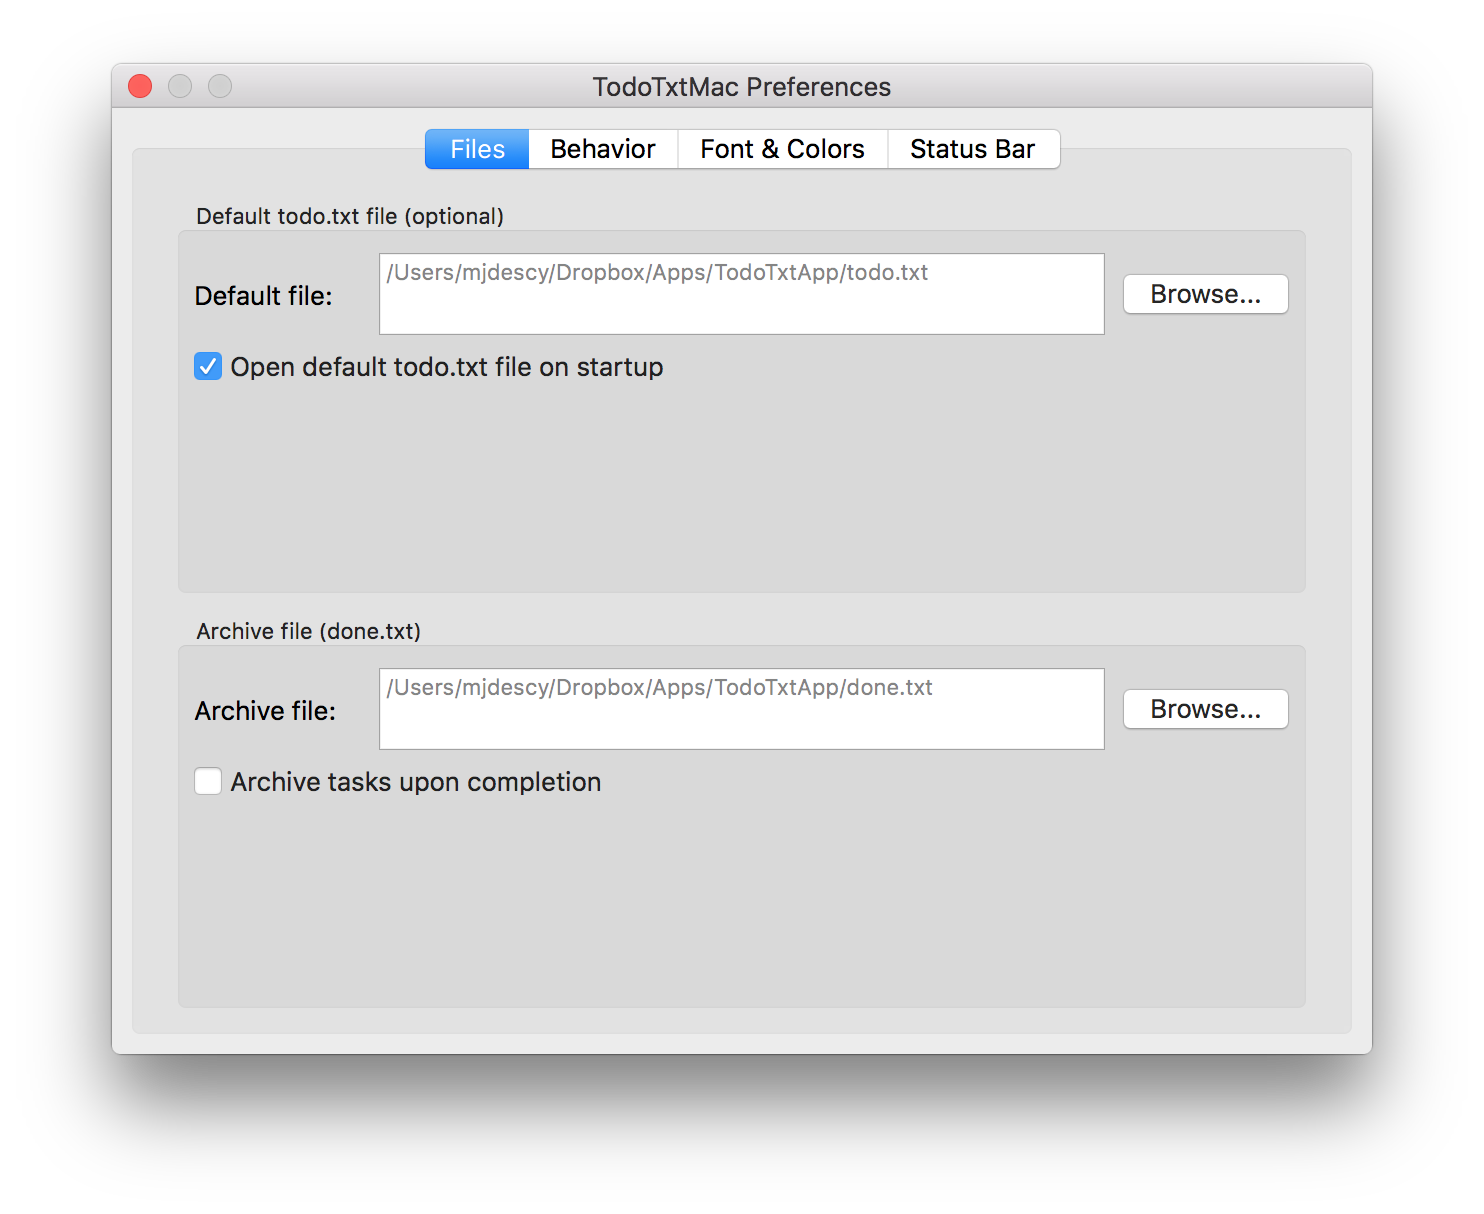 TodoTxtMac Preferences
Files Behavior Font & Colors Status Bar
Default todo.txt file (optional)
/Users/mjdescy/Dropbox/Apps/TodoTxtApp/todo.txt
Default file:
Browse...
Open default todo.txt file on startup
Archive file (done.txt)
/Users/mjdescy/Dropbox/Apps/TodoTxtApp/done.txt
Archive file:
Browse...
Archive tasks upon completion